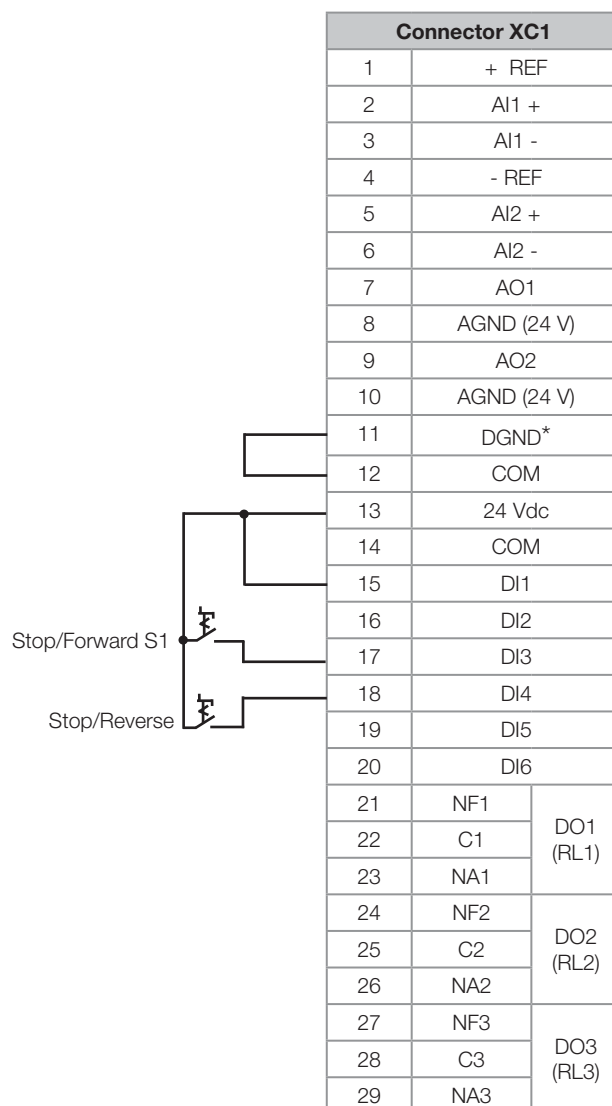 Connector XC1
1 + REF
2 AI1 +
3 AI1 -
4 - REF
5 AI2 +
6 AI2 -
7 AO1
8 AGND (24 V)
9 AO2
10 AGND (24 V)
11 DGND*
12 COM
13 24 Vdc
14 COM
15 DI1
16 DI2
Stop/Forward S1
17 DI3
18 DI4
Stop/Reverse
19 DI5
20 DI6
21 NF1
22 C1
23 NA1
DO1
(RL1)
24 NF2
25 C2
26 NA2
DO2
(RL2)
27 NF3
28 C3
29 NA3
DO3
(RL3)